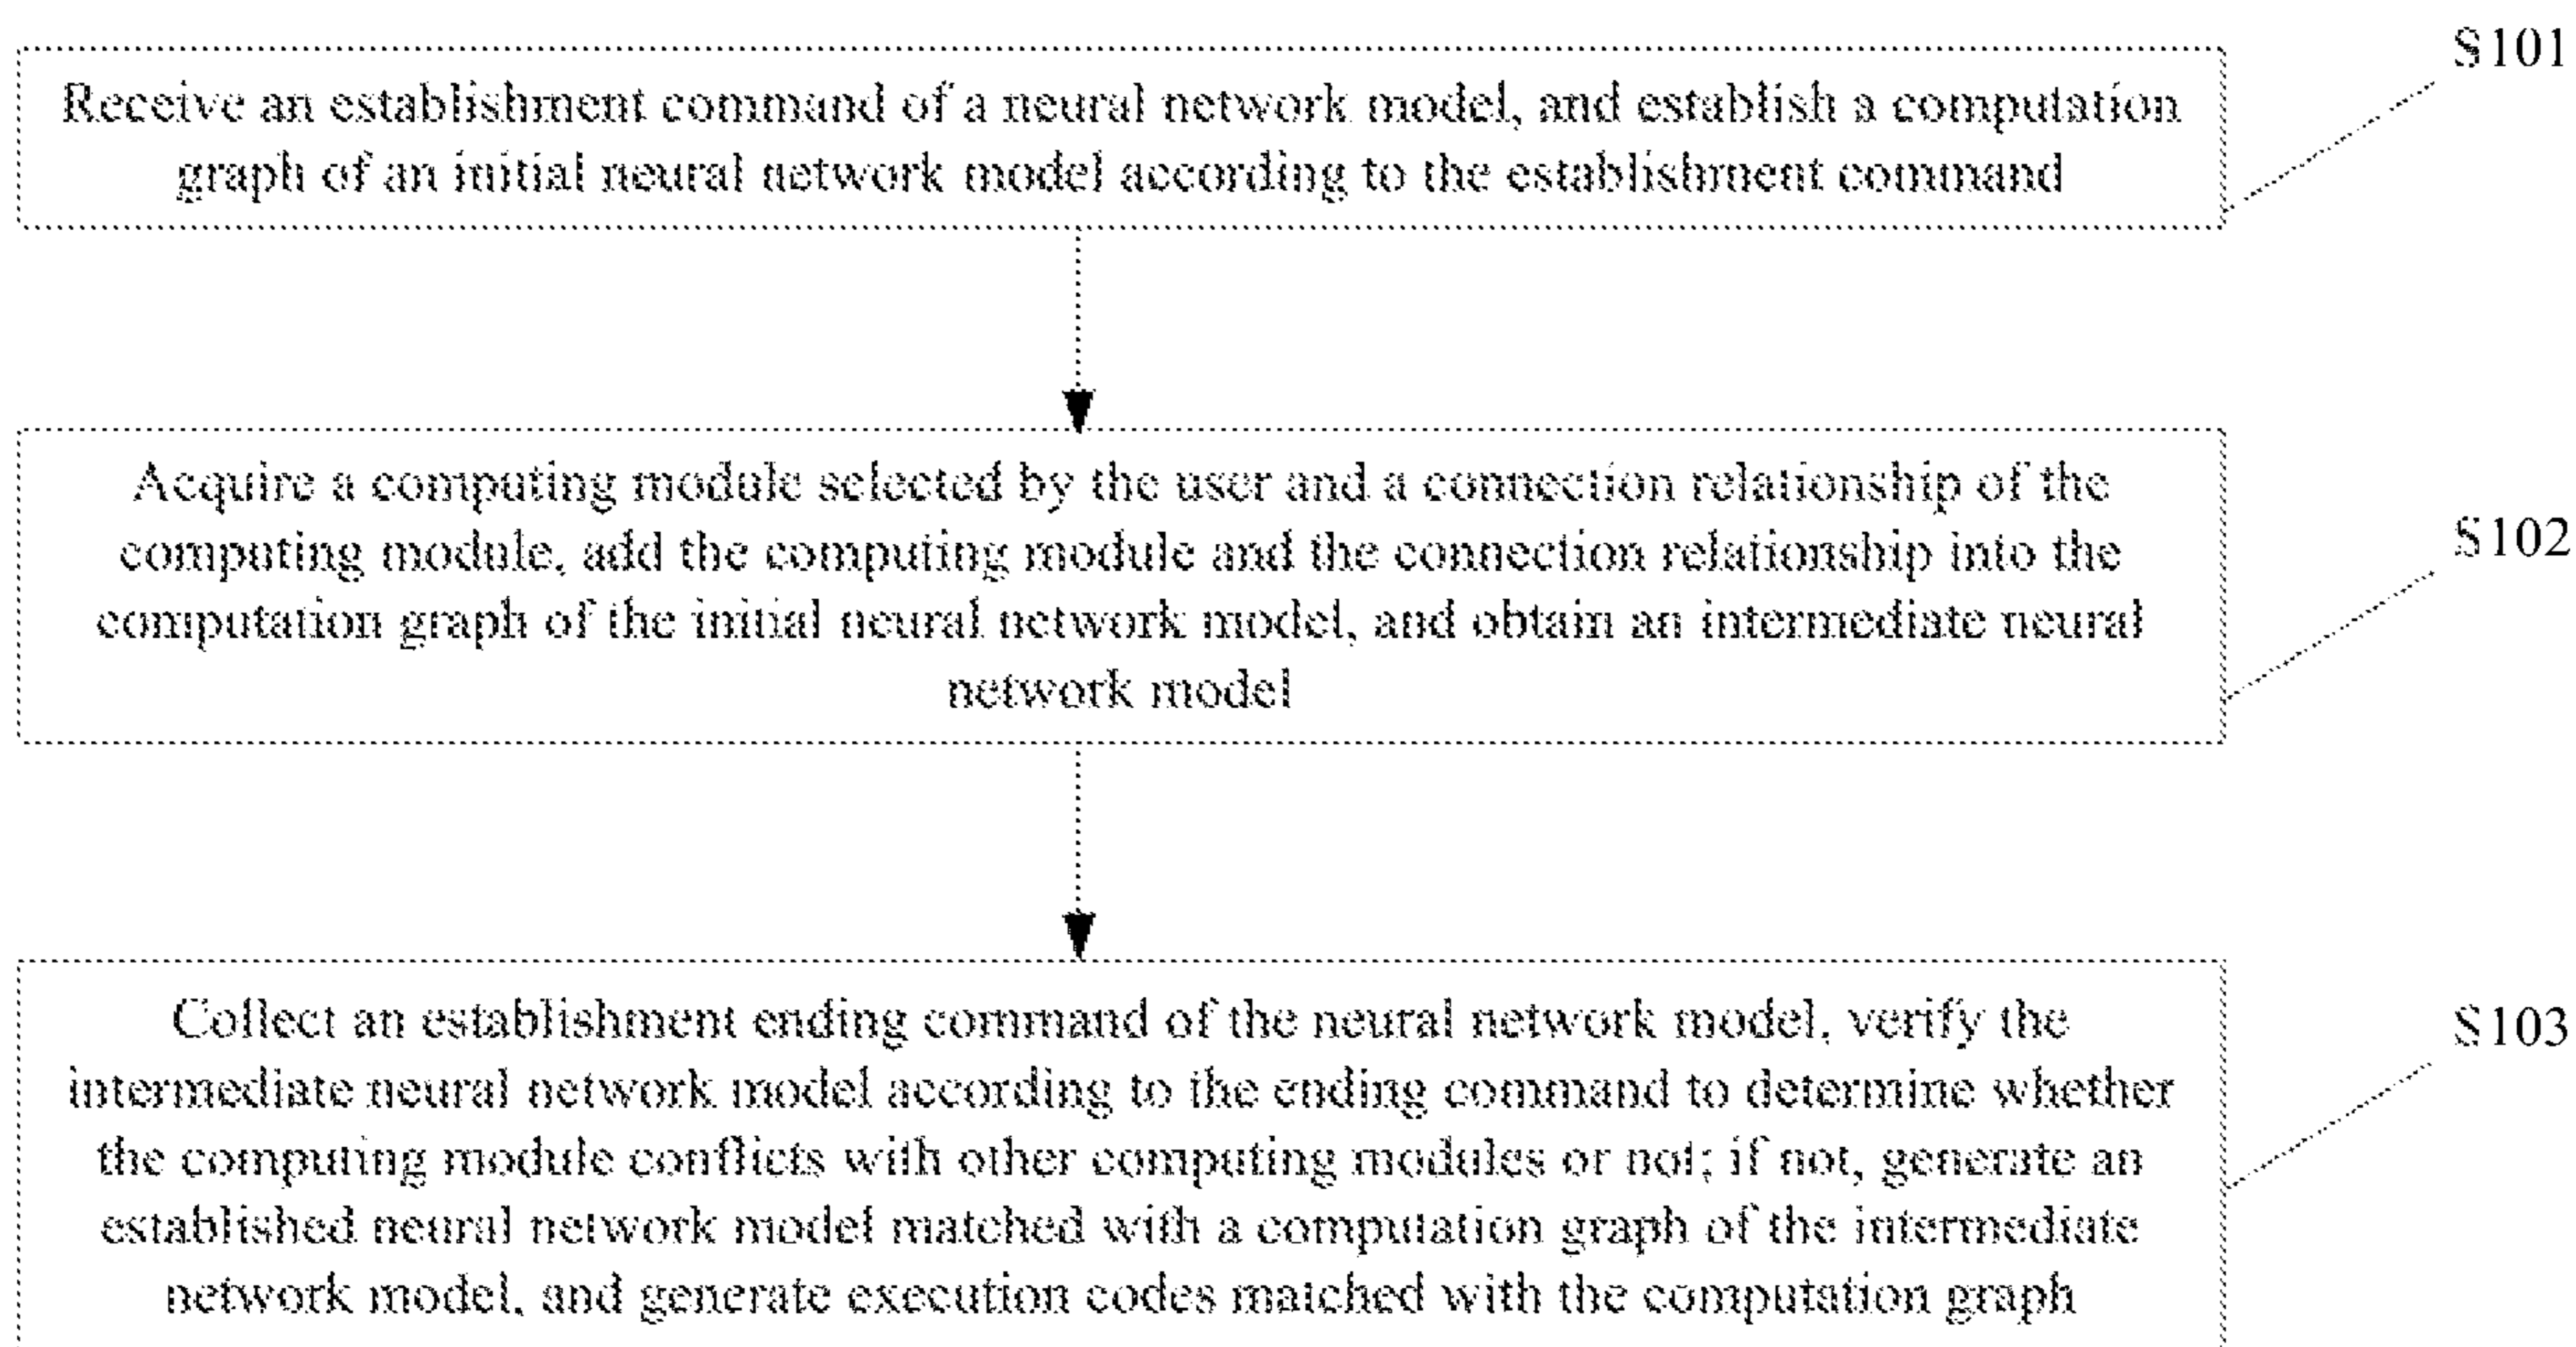 S101
Receive an establishment command of a neural network model, and establish a computation
graph of an initial neural network model according to the establishment command
Acquire a computing module selected by the user and a connection relationship of the
computing module, add the computing module and the connection relationship into the
computation graph of the initial neural network model, and obtain an intermediate neural
network model
S102
Collect an establishment ending command of the neural network model, verify the
intermediate neural network model according to the ending command to determine whether
the computing module conflicts with other computing modules or not; if not, generate an
established neural network model matched with a computation graph of the intermediate
network model, and generate execution codes matched with the computation graph
S103